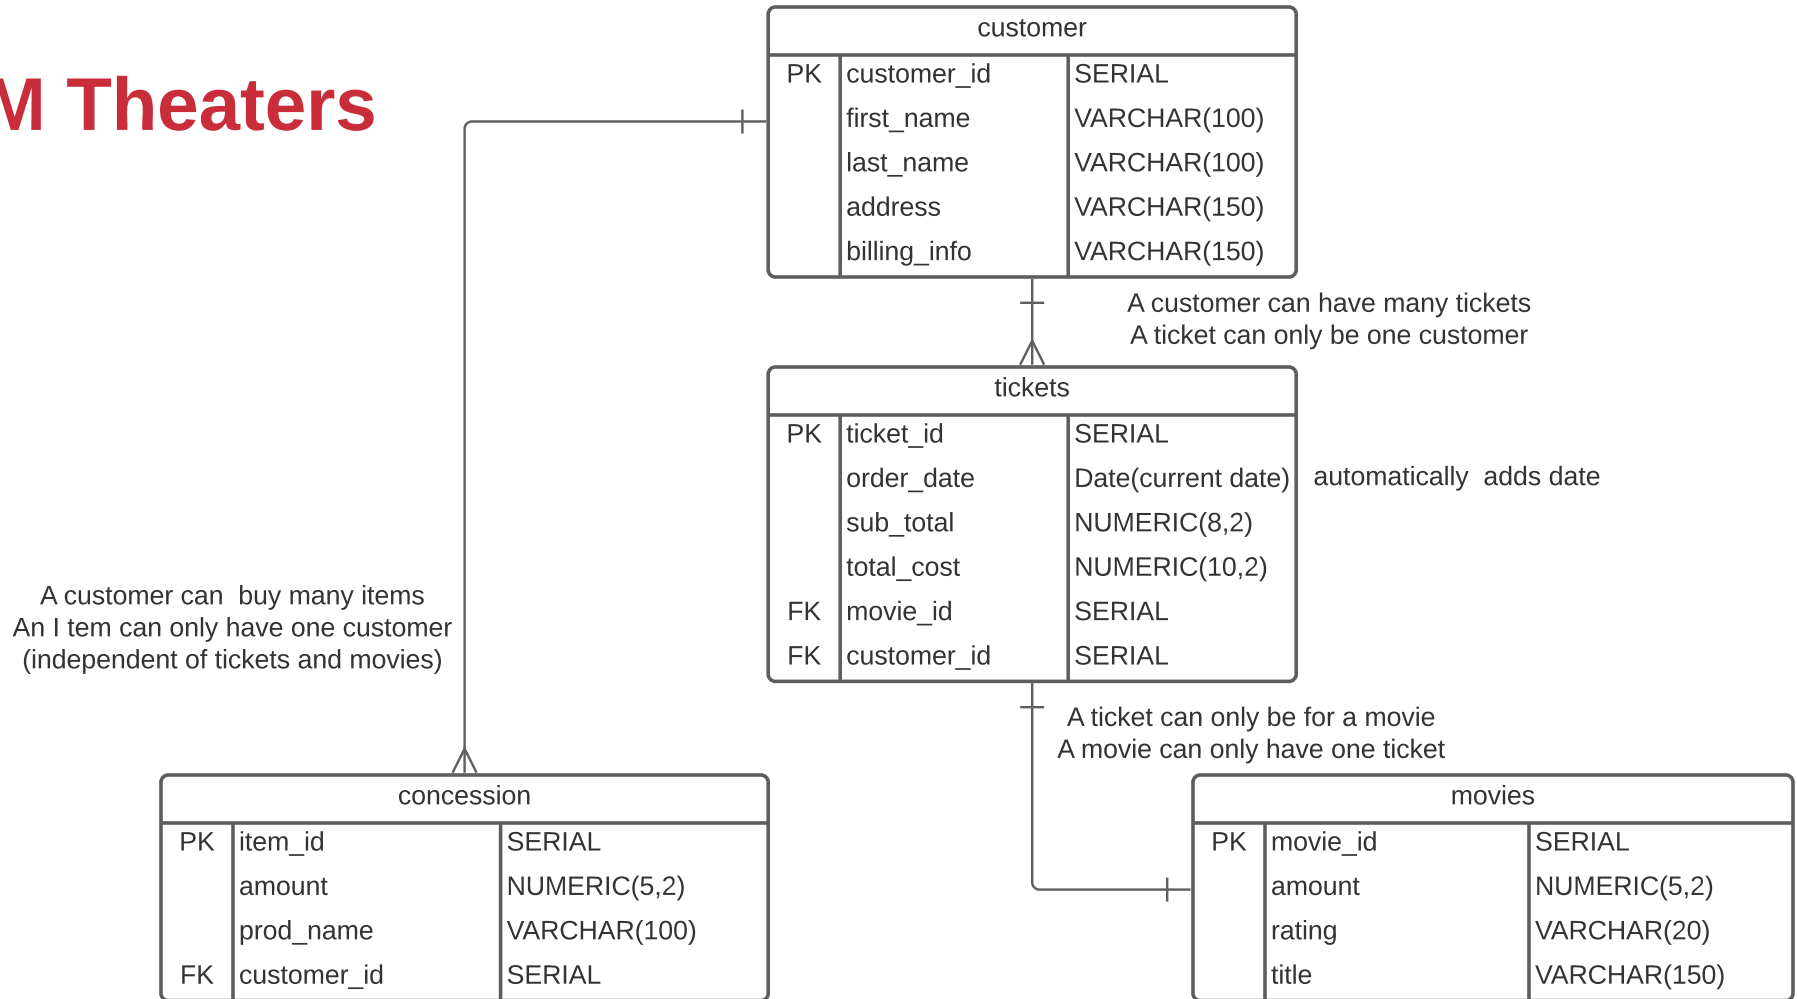 M Theaters
customer
PK customer_id SERIAL
first_name VARCHAR(100)
last_name VARCHAR(100)
address VARCHAR(150)
billing_info VARCHAR(150)
A customer can have many tickets
A ticket can only be one customer
tickets
PK ticket_id SERIAL
order_date Date(current date) automatically adds date
sub_total NUMERIC(8,2)
total_cost NUMERIC(10,2)
FK movie_id SERIAL
FK customer_id SERIAL
A customer can buy many items
An I tem can only have one customer
(independent of tickets and movies)
A ticket can only be for a movie
A movie can only have one ticket
concession
PK item_id SERIAL
amount NUMERIC(5,2)
prod_name VARCHAR(100)
FK customer_id SERIAL
movies
PK movie_id SERIAL
amount NUMERIC(5,2)
rating VARCHAR(20)
title VARCHAR(150)